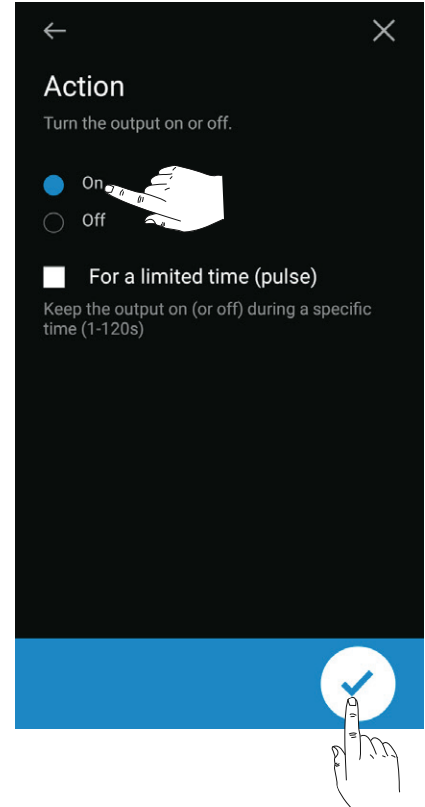 Action
Turn the output on or off.
On
Off
For a limited time (pulse)
Keep the output on (or off) during a specific
time (1-120s)